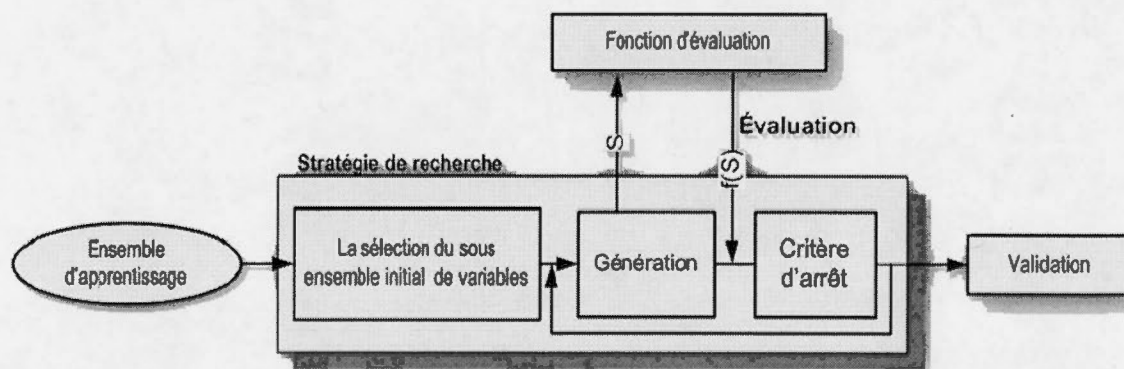 Fonction d'évaluation
S
Évaluation
f(S)
Stratégie de recherche
Ensemble
d'apprentissage
La sélection du sous
ensemble initial de variables
Génération
Critère
d'arrêt
Validation